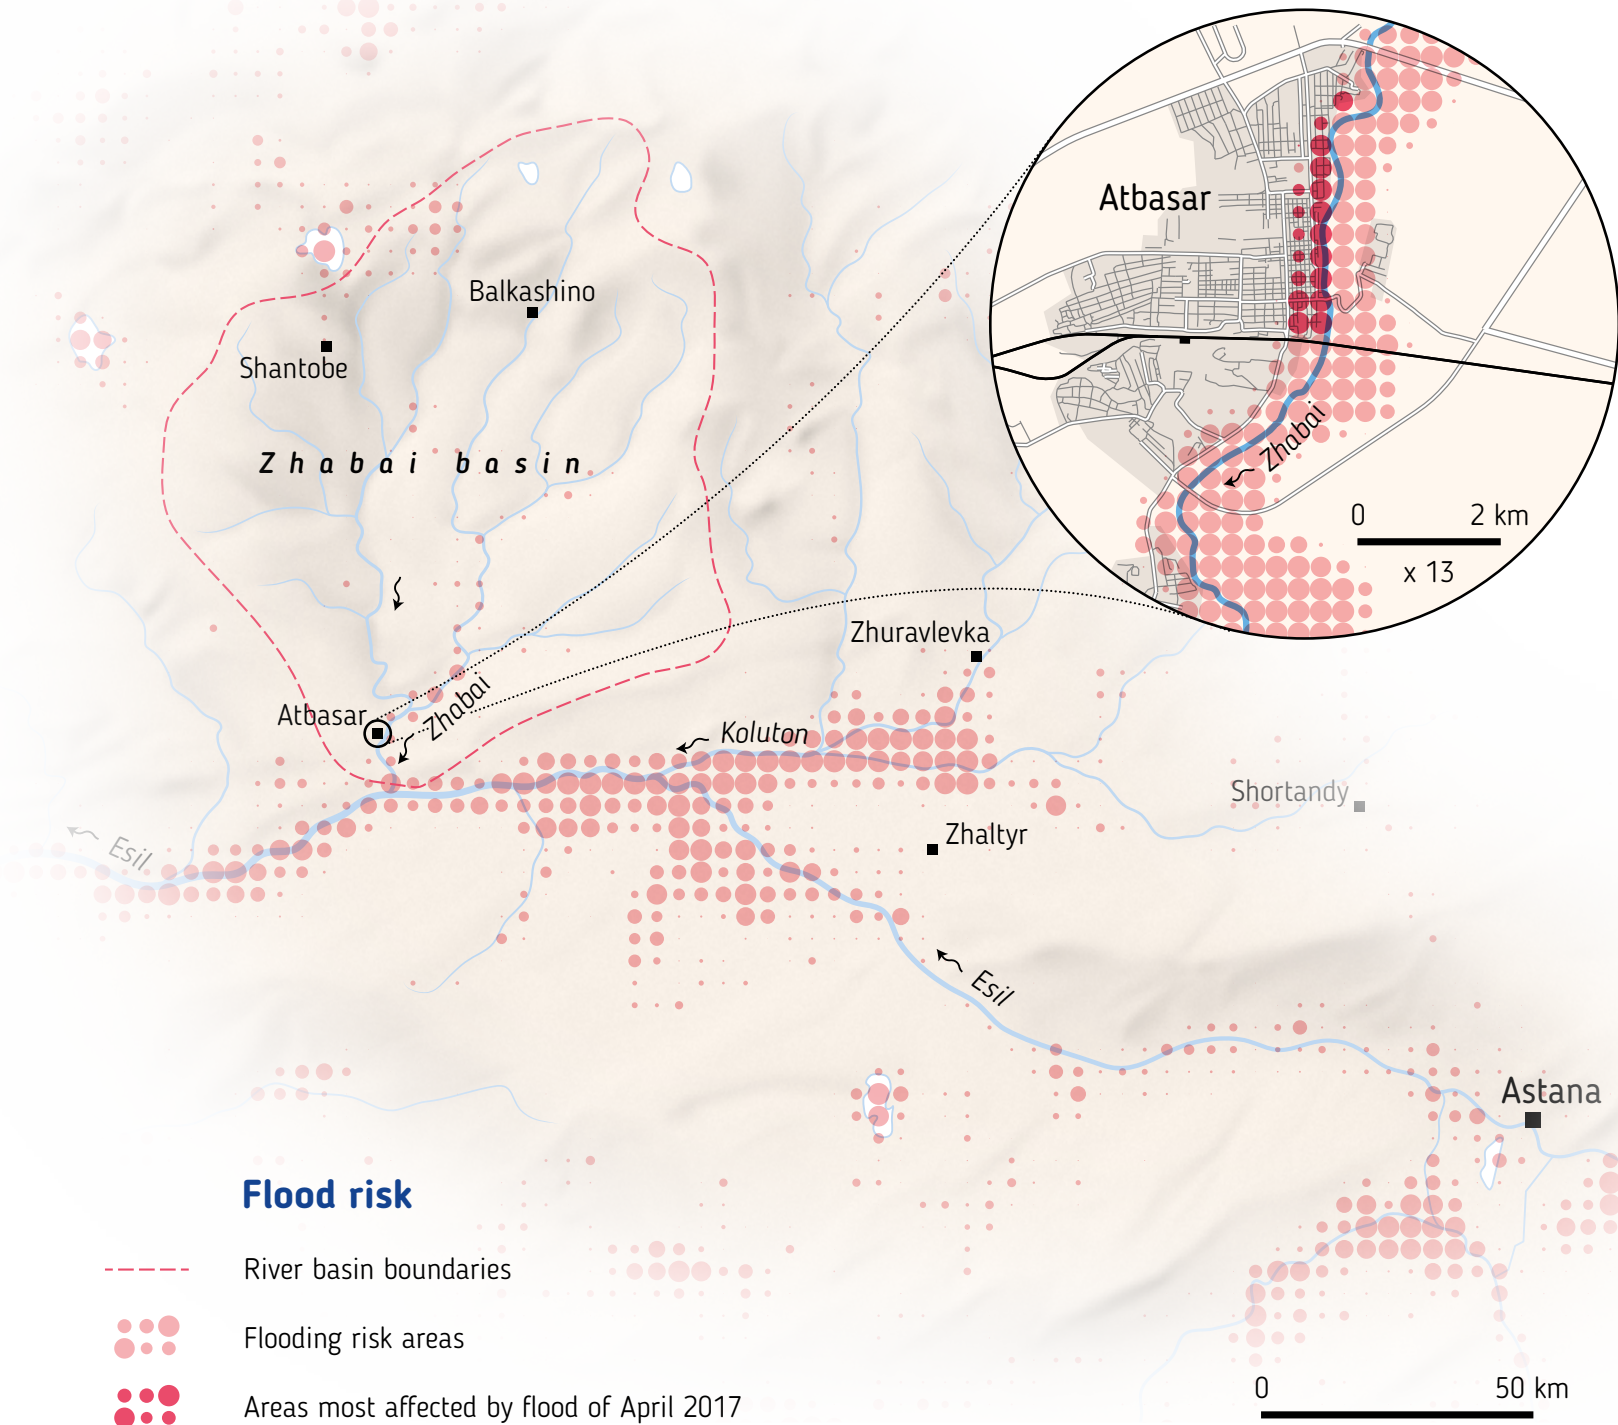 Atbasar
Balkashino
Shantobe
Zhabai basin
Zhabai
0 2 km
x 13
Zhuravlevka
Zhabai
Atbasar
Koluton
Shortandy
Zhaltyr
Esil
Esil
Astana
Flood risk
River basin boundaries
Flooding risk areas
Areas most affected by flood of April 2017
0 50 km